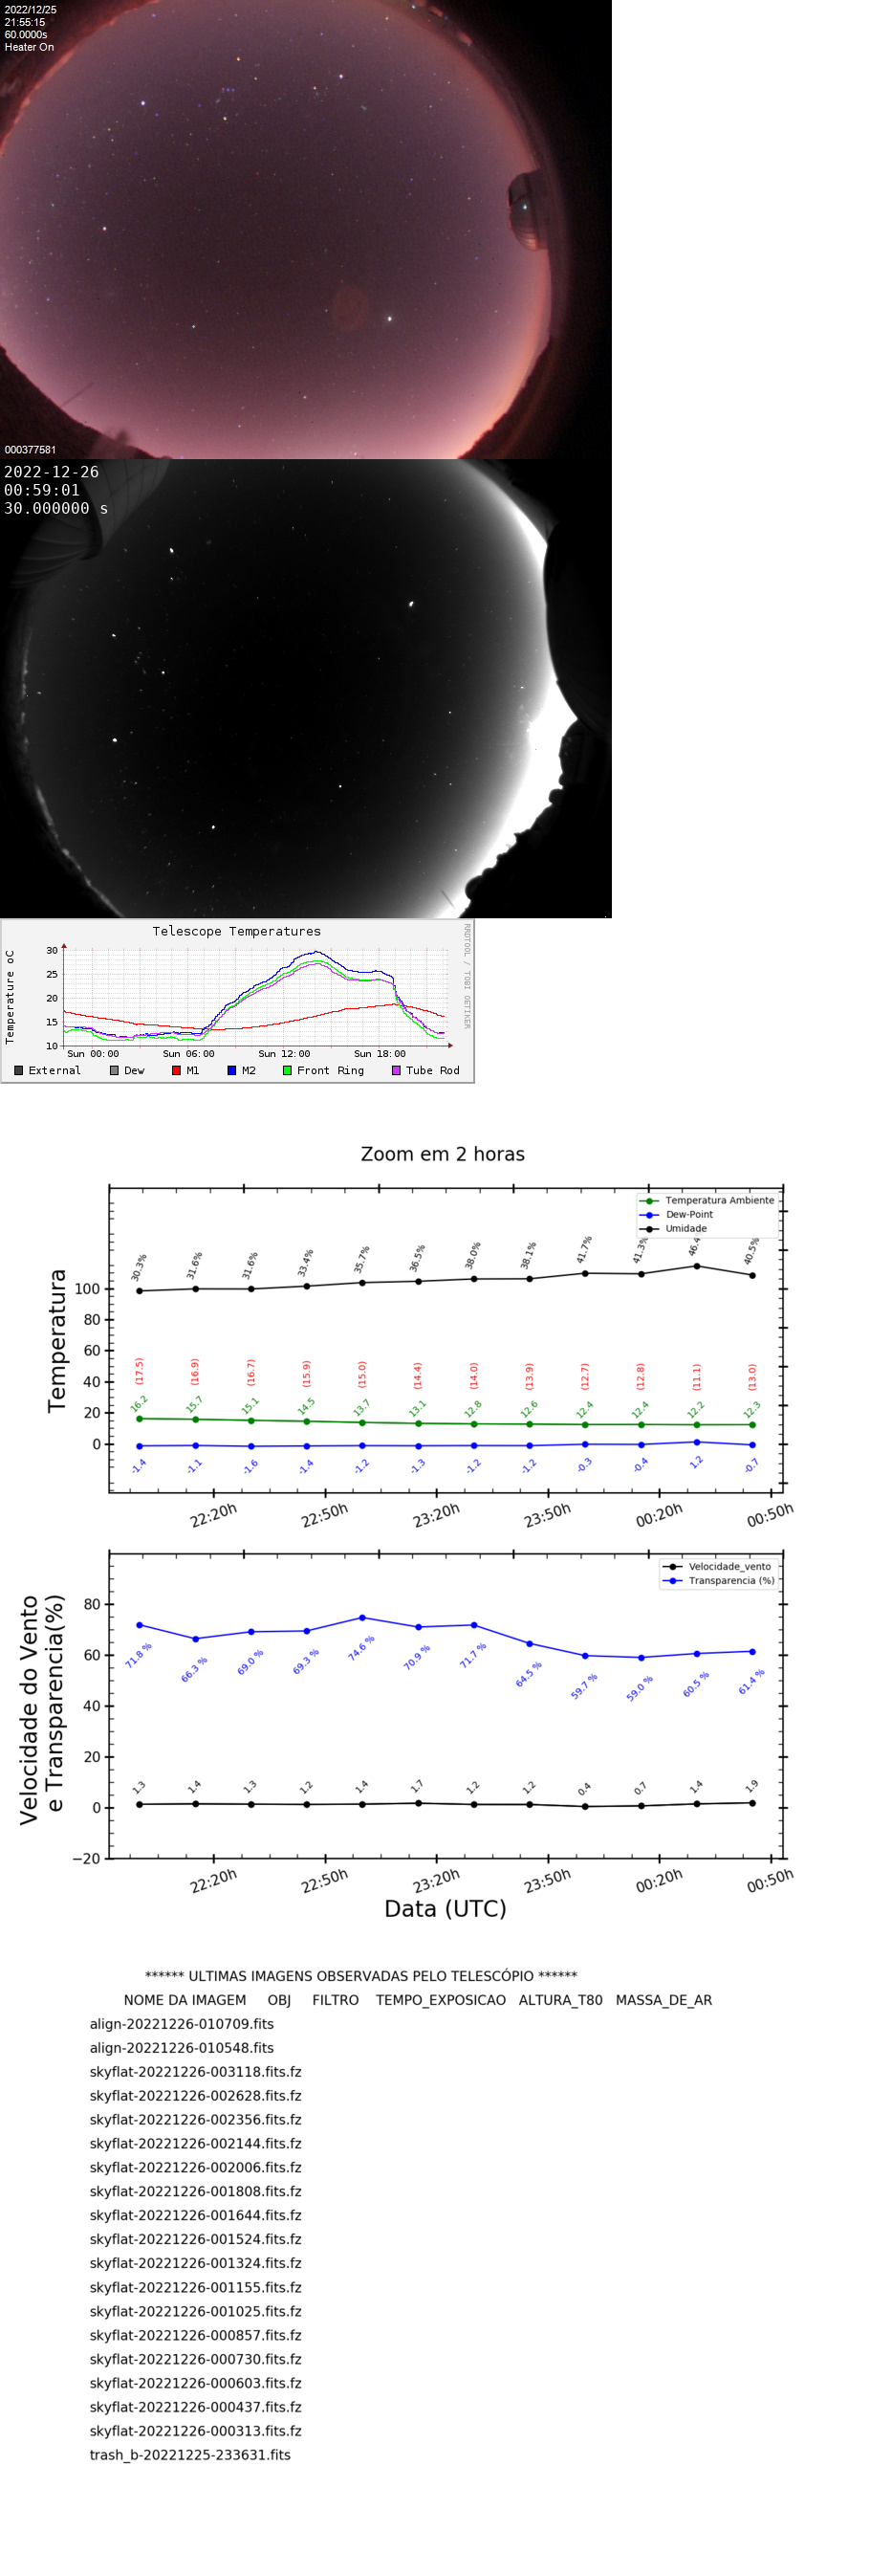 2022/12/25
21:55:15
60.0000s
Heater On
000377581
2022-12-26
00:59:01
30.000000 s
Telescope Temperatures
RRDTOOL / TOBI OETIKER
Temperature oC
30
25
20
15
10
Sun 00:00 Sun 06:00 Sun 12:00 Sun 18:00
External Dew M1 M2 Front Ring Tube Rod
Zoom em 2 horas
Temperatura Ambiente
Dew-Point
Umidade
30.3% 31.6% 31.6% 33.4% 35.7% 36.5% 38.0% 38.1% 41.7% 41.3% 46.4 40.5%
Temperatura
100
80
60
40
20
0
(17.5) (16.9) (16.7) (15.9) (15.0) (14.4) (14.0) (13.9) (12.7) (12.8) (11.1) (13.0)
16.2 15.7 15.1 14.5 13.7 13.1 12.8 12.6 12.4 12.4 12.2 12.3
-1.4 -1.1 -1.6 -1.4 -1.2 -1.3 -1.2 -1.2 -0.3 -0.4 1.2 -0.7
22:20h 22:50h 23:20h 23:50h 00:20h 00:50h
Velocidade_vento
Transparencia (%)
Velocidade do Vento
e Transparencia(%)
80
60
40
20
0
−20
71.8 % 66.3 % 69.0 % 69.3 % 74.6 % 70.9 % 71.7 % 64.5 % 59.7 % 59.0 % 60.5 % 61.4 %
1.3 1.4 1.3 1.2 1.4 1.7 1.2 1.2 0.4 0.7 1.4 1.9
22:20h 22:50h 23:20h 23:50h 00:20h 00:50h
Data (UTC)
****** ULTIMAS IMAGENS OBSERVADAS PELO TELESCÓPIO ******
NOME DA IMAGEM OBJ FILTRO TEMPO_EXPOSICAO ALTURA_T80 MASSA_DE_AR
align-20221226-010709.fits
align-20221226-010548.fits
skyflat-20221226-003118.fits.fz
skyflat-20221226-002628.fits.fz
skyflat-20221226-002356.fits.fz
skyflat-20221226-002144.fits.fz
skyflat-20221226-002006.fits.fz
skyflat-20221226-001808.fits.fz
skyflat-20221226-001644.fits.fz
skyflat-20221226-001524.fits.fz
skyflat-20221226-001324.fits.fz
skyflat-20221226-001155.fits.fz
skyflat-20221226-001025.fits.fz
skyflat-20221226-000857.fits.fz
skyflat-20221226-000730.fits.fz
skyflat-20221226-000603.fits.fz
skyflat-20221226-000437.fits.fz
skyflat-20221226-000313.fits.fz
trash_b-20221225-233631.fits